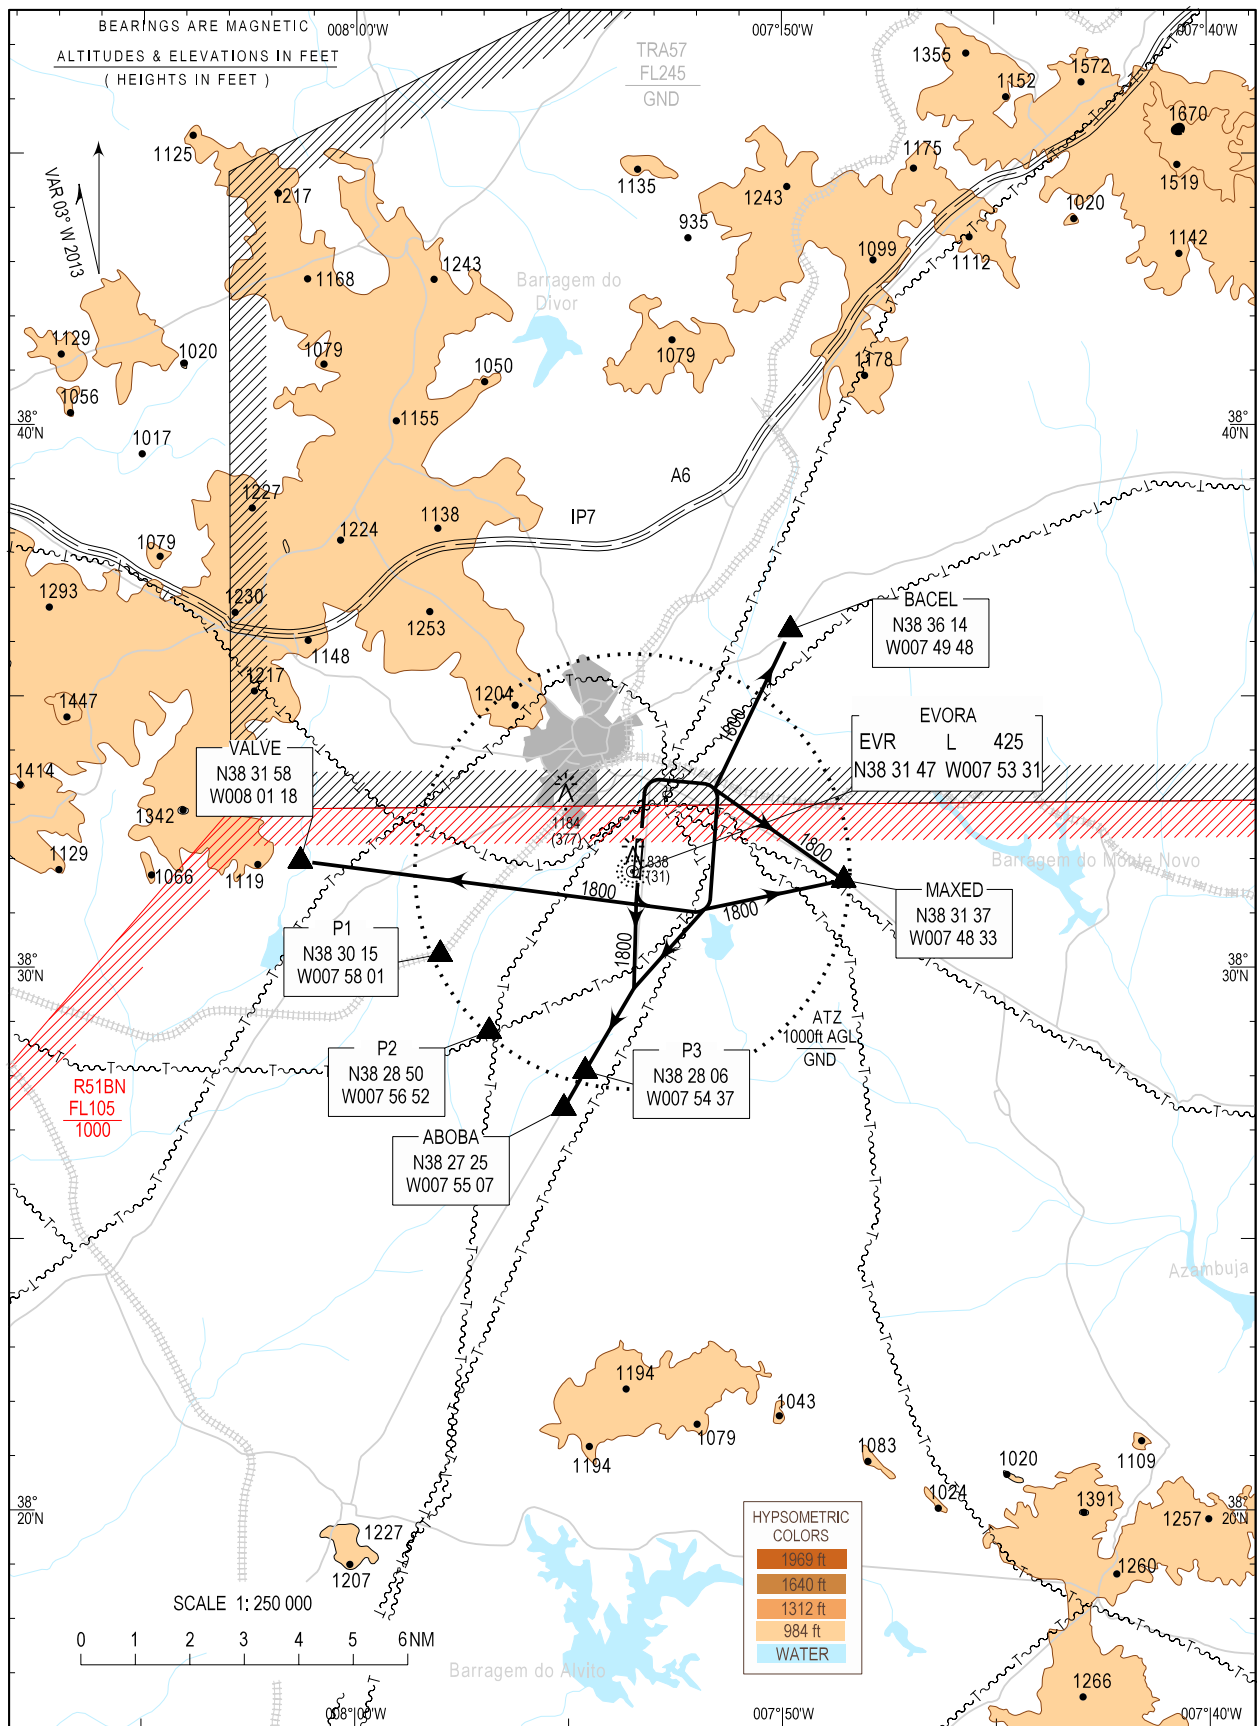 BEARINGS ARE MAGNETIC
ALTITUDES & ELEVATIONS IN FEET
( HEIGHTS IN FEET )
008°00'W
007°50'W
007°40'W
TRA57
FL245
GND
1355
1152
1572
1670
1519
1125
VAR 03° W 2013
1217
1135
1243
1175
1020
1142
935
1099
1112
1168
1243
Barragem do
Divor
1129
1020
1079
1050
1079
1178
1056
1155
38°
40'N
38°
40'N
1017
A6
1227
IP7
1138
1224
1079
1293
1230
1253
BACEL
N38 36 14
W007 49 48
1148
1217
1204
1447
1600
EVORA
EVR L 425
N38 31 47 W007 53 31
VALVE
N38 31 58
W008 01 18
1414
1342
1184
(377)
1800
838
(31)
1129
1066
1119
Barragem do Monte Novo
1800
1800
MAXED
N38 31 37
W007 48 33
P1
N38 30 15
W007 58 01
1800
38°
30'N
38°
30'N
ATZ
1000ft AGL
GND
P2
N38 28 50
W007 56 52
P3
N38 28 06
W007 54 37
R51BN
FL105
1000
ABOBA
N38 27 25
W007 55 07
Azambuja
1194
1043
1079
1194
1083
1109
1020
1024
1391
1257
38°
20'N
38°
20'N
HYPSOMETRIC
COLORS
1969 ft
1640 ft
1312 ft
984 ft
WATER
1227
1207
1260
SCALE 1: 250 000
0 1 2 3 4 5 6NM
Barragem do Alvito
1266
008°00'W
007°50'W
007°40'W